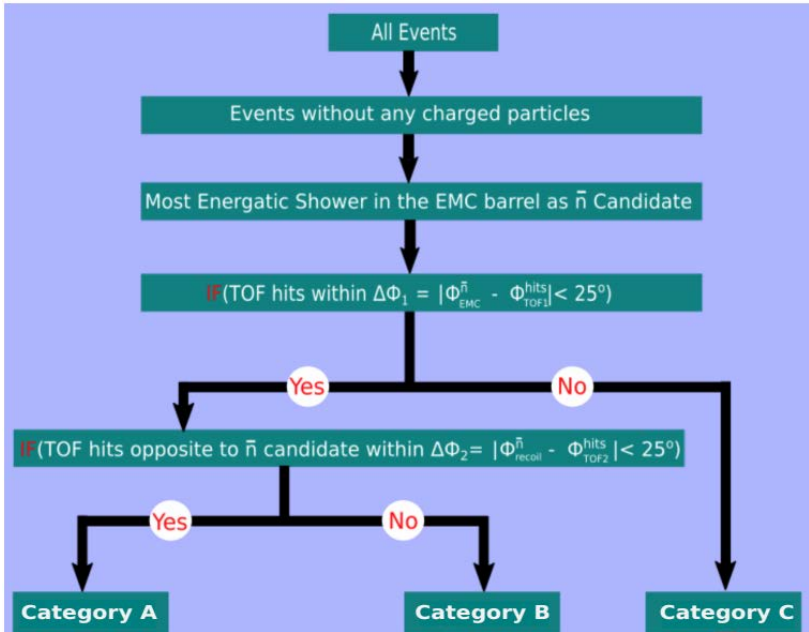 All Events
Events without any charged particles
Most Energatic Shower in the EMC barrel as n̄ Candidate
IF(TOF hits within ΔΦ₁ = |Φ^n̄_EMC - Φ^hits_TOF1|< 25°)
Yes
No
IF(TOF hits opposite to n̄ candidate within ΔΦ₂= |Φ^n̄_recoil - Φ^hits_TOF2|< 25°)
Yes
No
Category A
Category B
Category C